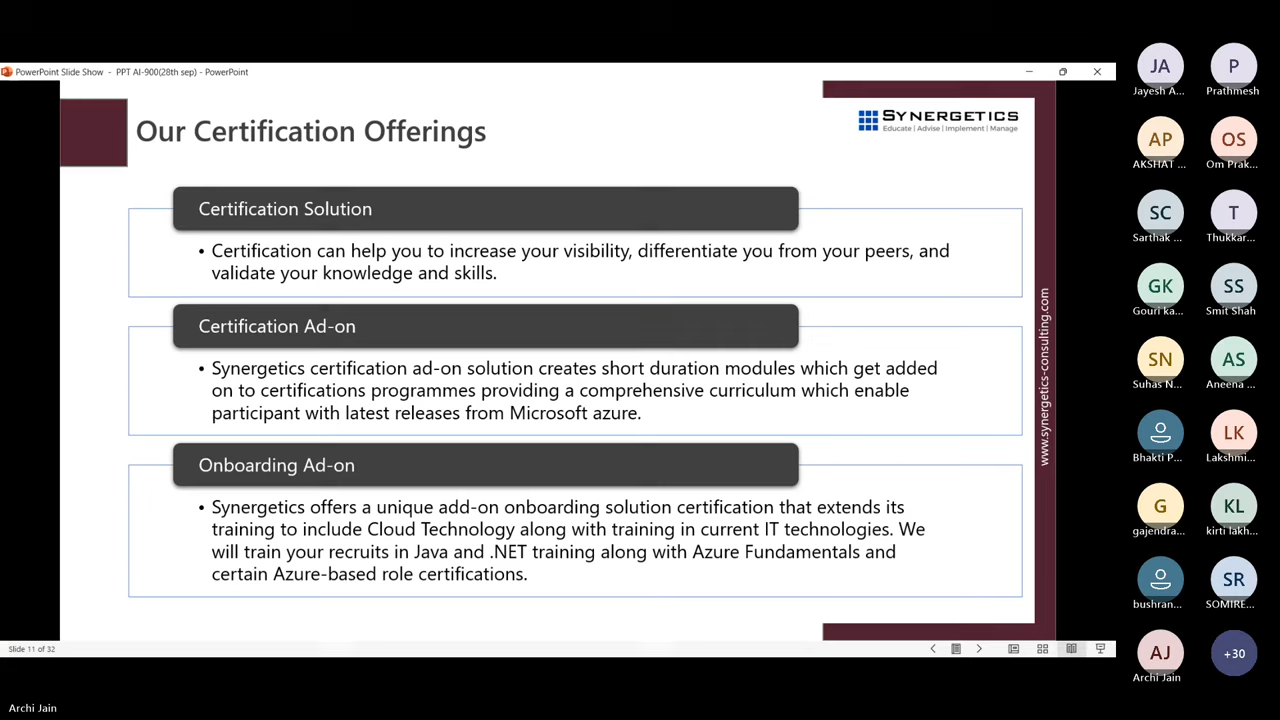 PowerPoint Slide Show - PPT AI-900(28th sep) - PowerPoint
Our Certification Offerings
SYNERGETICS
Educate | Advise | Implement | Manage
Certification Solution
• Certification can help you to increase your visibility, differentiate you from your peers, and
validate your knowledge and skills.
Certification Ad-on
• Synergetics certification ad-on solution creates short duration modules which get added
on to certifications programmes providing a comprehensive curriculum which enable
participant with latest releases from Microsoft azure.
Onboarding Ad-on
• Synergetics offers a unique add-on onboarding solution certification that extends its
training to include Cloud Technology along with training in current IT technologies. We
will train your recruits in Java and .NET training along with Azure Fundamentals and
certain Azure-based role certifications.
www.synergetics-consulting.com
Slide 11 of 32
JA
Jayesh A...
P
Prathmesh
AP
AKSHAT ...
OS
Om Prak...
SC
Sarthak ...
T
Thukkar...
GK
Gouri ka...
SS
Smit Shah
SN
Suhas N...
AS
Aneena ...
Bhakti P...
LK
Lakshmi...
G
gajendra...
KL
kirti lakh...
bushran...
SR
SOMIRE...
AJ
Archi Jain
+30
Archi Jain